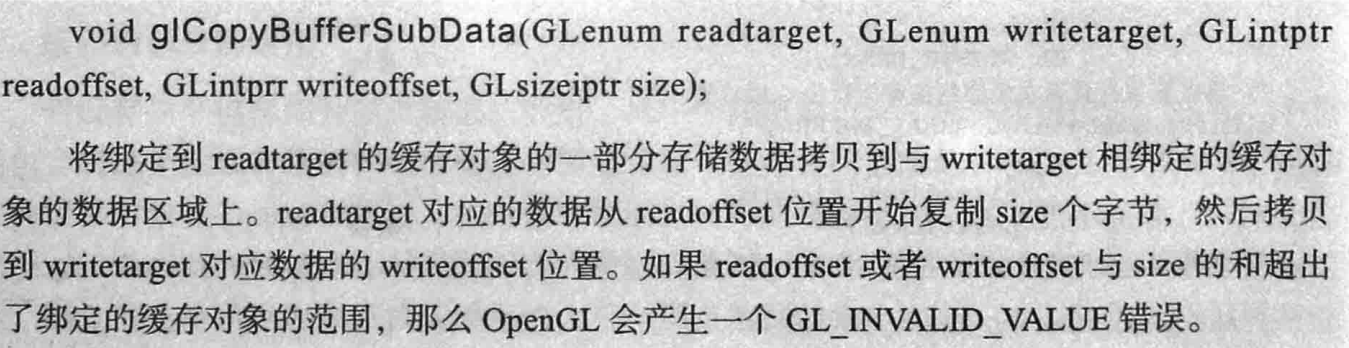 void glCopyBufferSubData(GLenum readtarget, GLenum writetarget, GLintptr
readoffset, GLintprr writeoffset, GLsizeiptr size);
将绑定到 readtarget 的缓存对象的一部分存储数据拷贝到与 writetarget 相绑定的缓存对
象的数据区域上。readtarget 对应的数据从 readoffset 位置开始复制 size 个字节，然后拷贝
到 writetarget 对应数据的 writeoffset 位置。如果 readoffset 或者 writeoffset 与 size 的和超出
了绑定的缓存对象的范围，那么 OpenGL 会产生一个 GL_INVALID_VALUE 错误。